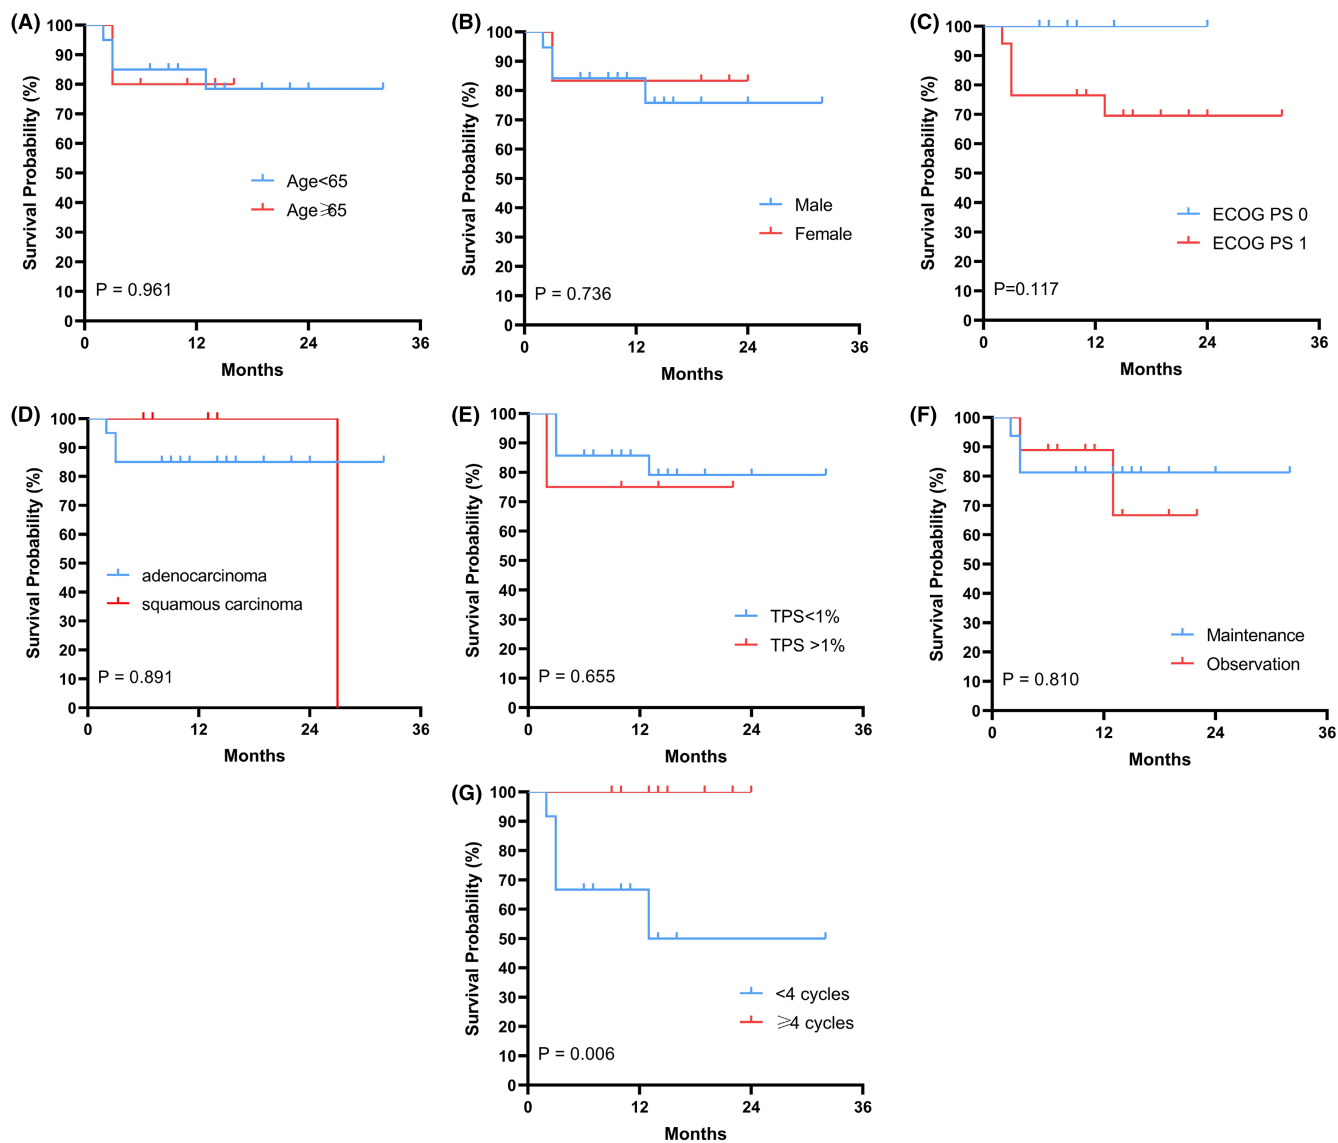 (A)
100
90
80
70
60
50
40
30
20
10
0
Survival Probability (%)
Age<65
Age⩾65
P = 0.961
0 12 24 36
Months
(B)
100
90
80
70
60
50
40
30
20
10
0
Survival Probability (%)
Male
Female
P = 0.736
0 12 24 36
Months
(C)
100
90
80
70
60
50
40
30
20
10
0
Survival Probability (%)
ECOG PS 0
ECOG PS 1
P=0.117
0 12 24 36
Months
(D)
100
90
80
70
60
50
40
30
20
10
0
Survival Probability (%)
adenocarcinoma
squamous carcinoma
P = 0.891
0 12 24 36
Months
(E)
100
90
80
70
60
50
40
30
20
10
0
Survival Probability (%)
TPS<1%
TPS >1%
P = 0.655
0 12 24 36
Months
(F)
100
90
80
70
60
50
40
30
20
10
0
Survival Probability (%)
Maintenance
Observation
P = 0.810
0 12 24 36
Months
(G)
100
90
80
70
60
50
40
30
20
10
0
Survival Probability (%)
<4 cycles
⩾4 cycles
P = 0.006
0 12 24 36
Months